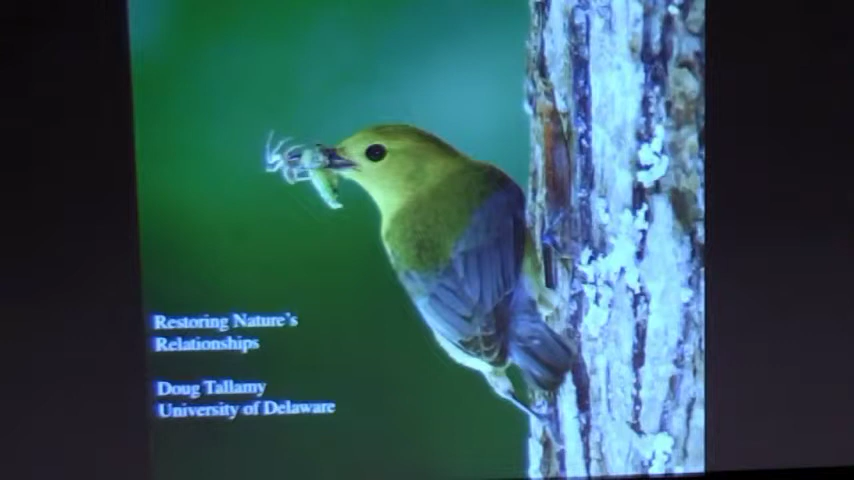 Restoring Nature's
Relationships
Doug Tallamy
University of Delaware